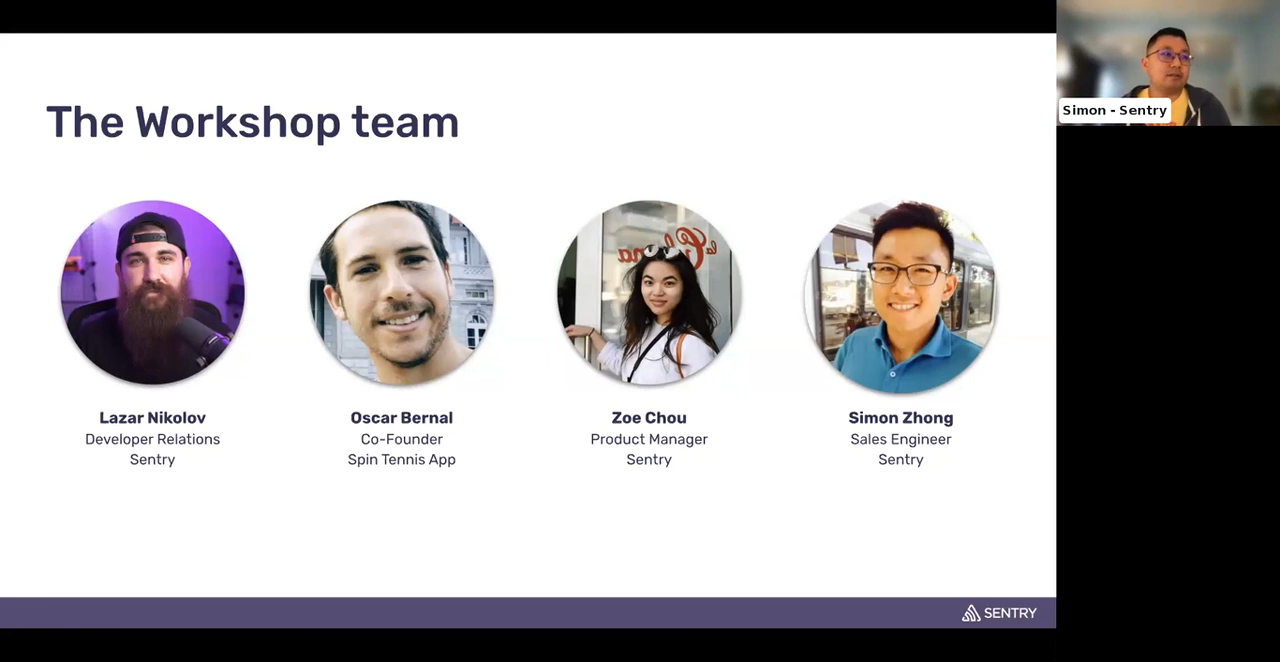 The Workshop team
Lazar Nikolov
Developer Relations
Sentry
Oscar Bernal
Co-Founder
Spin Tennis App
Zoe Chou
Product Manager
Sentry
Simon Zhong
Sales Engineer
Sentry
SENTRY
Simon - Sentry